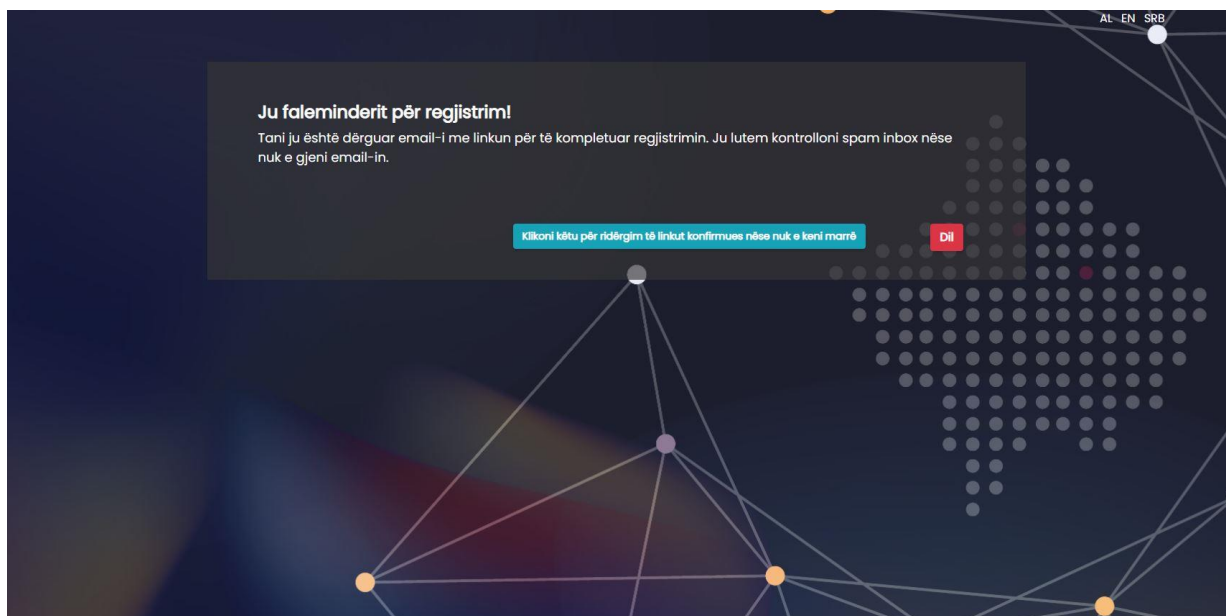 AL EN SRB
Ju faleminderit për regjistrim!
Tani ju është dërguar email-i me linkun për të kompletuar regjistrimin. Ju lutem kontrolloni spam inbox nëse
nuk e gjeni email-in.
Klikoni këtu për ridërgim të linkut konfirmues nëse nuk e keni marrë
Dil